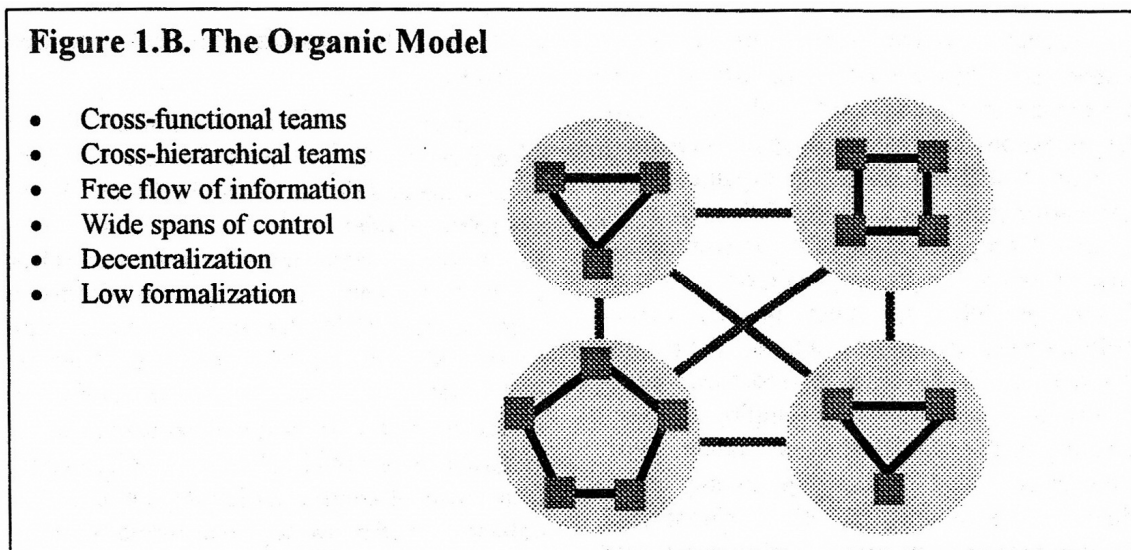 Figure 1.B. The Organic Model
• Cross-functional teams
• Cross-hierarchical teams
• Free flow of information
• Wide spans of control
• Decentralization
• Low formalization